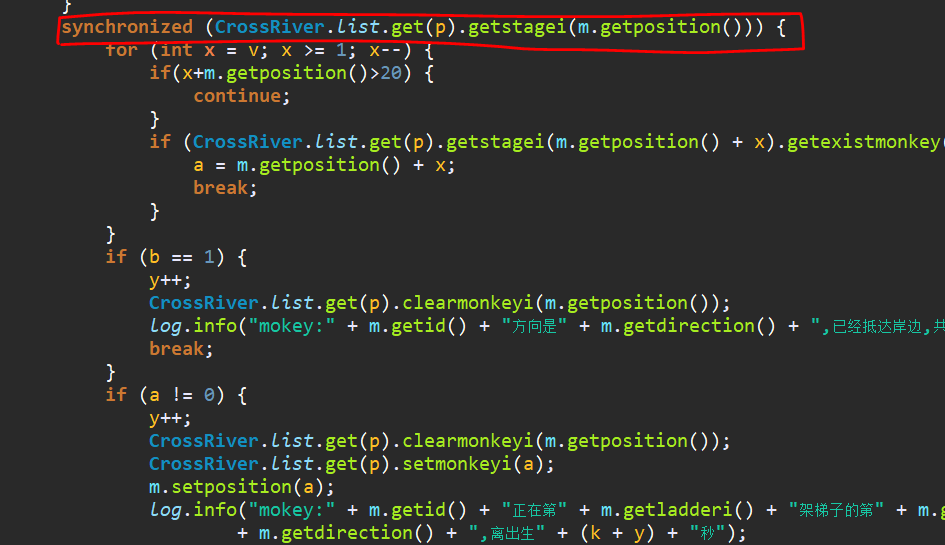 }
synchronized (CrossRiver.list.get(p).getstagei(m.getposition())) {
for (int x = v; x >= 1; x--) {
if(x+m.getposition()>20) {
continue;
}
if (CrossRiver.list.get(p).getstagei(m.getposition() + x).getexistmonkey(
a = m.getposition() + x;
break;
}
}
if (b == 1) {
y++;
CrossRiver.list.get(p).clearmonkeyi(m.getposition());
log.info("mokey:" + m.getid() + "方向是" + m.getdirection() + ",已经抵达岸边,共
break;
}
if (a != 0) {
y++;
CrossRiver.list.get(p).clearmonkeyi(m.getposition());
CrossRiver.list.get(p).setmonkeyi(a);
m.setposition(a);
log.info("mokey:" + m.getid() + "正在第" + m.getladderi() + "架梯子的第" + m.g
+ m.getdirection() + ",离出生" + (k + y) + "秒");